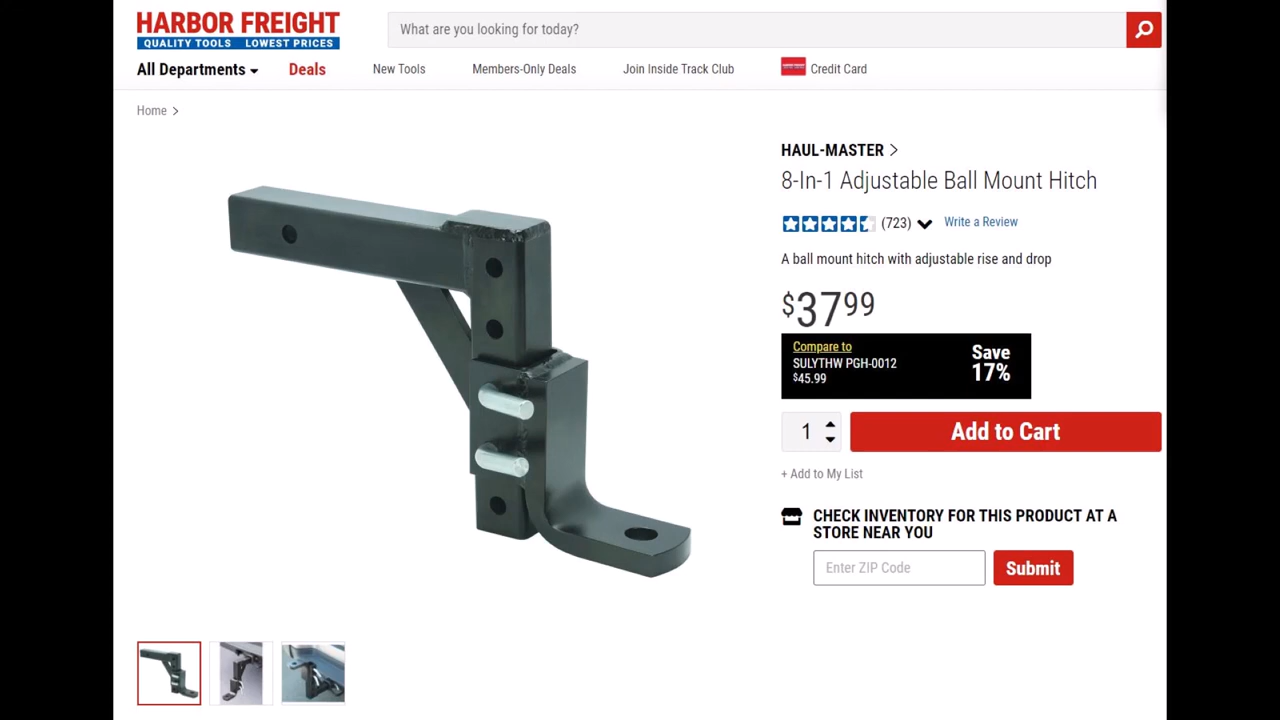 HARBOR FREIGHT
QUALITY TOOLS LOWEST PRICES
What are you looking for today?
All Departments
Deals
New Tools
Members-Only Deals
Join Inside Track Club
Credit Card
Home >
HAUL-MASTER >
8-In-1 Adjustable Ball Mount Hitch
(723)
Write a Review
A ball mount hitch with adjustable rise and drop
$37.99
Compare to
SULYTHW PGH-0012
$45.99
Save
17%
1
Add to Cart
+ Add to My List
CHECK INVENTORY FOR THIS PRODUCT AT A
STORE NEAR YOU
Enter ZIP Code
Submit